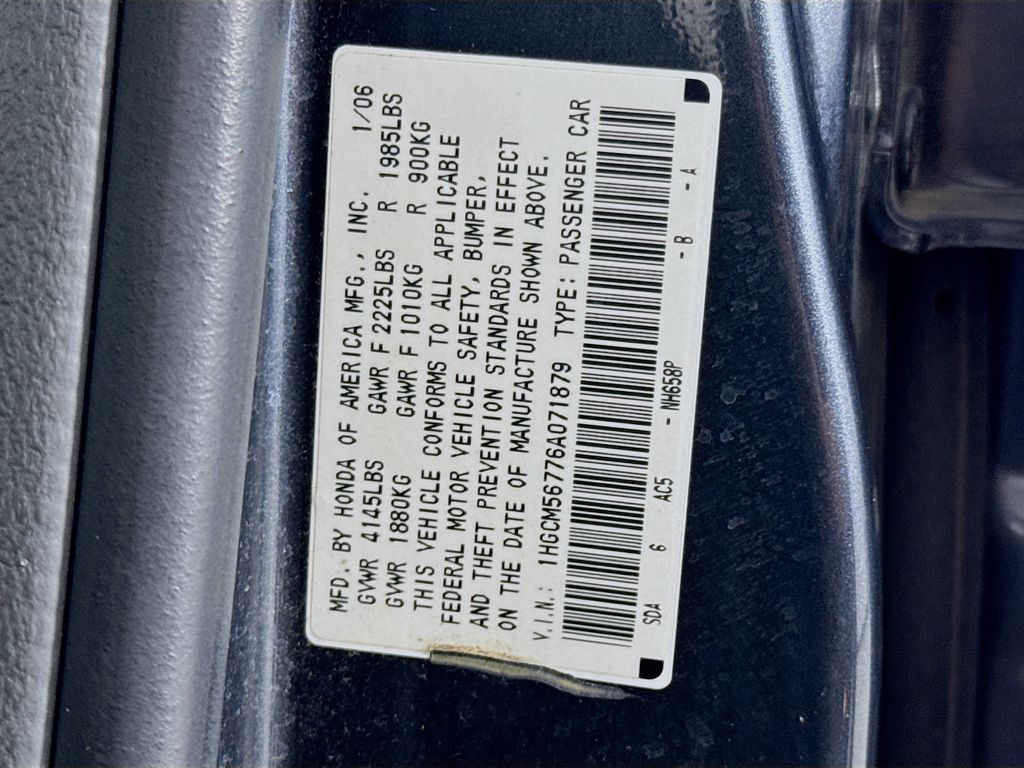 MFD. BY HONDA OF AMERICA MFG., INC. 1/06
GVWR 4145LBS GAWR F 2225LBS R 1985LBS
GVWR 1880KG GAWR F 1010KG R 900KG
THIS VEHICLE CONFORMS TO ALL APPLICABLE
FEDERAL MOTOR VEHICLE SAFETY, BUMPER,
AND THEFT PREVENTION STANDARDS IN EFFECT
ON THE DATE OF MANUFACTURE SHOWN ABOVE.
V.I.N.: 1HGCM56776A071879 TYPE: PASSENGER CAR
SDA 6 AC5 - NH658P - B - A